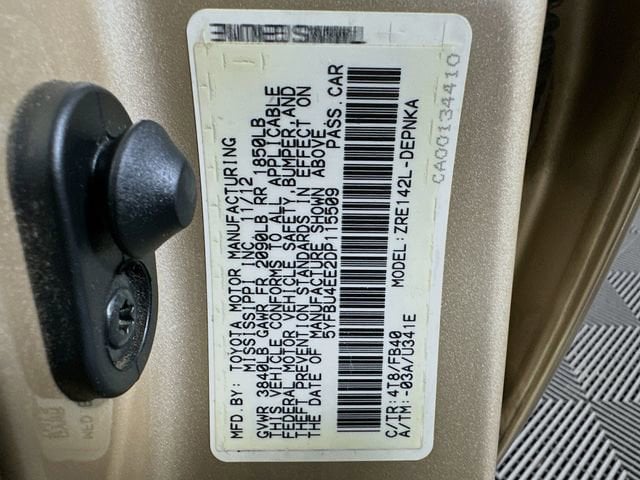 MFD.BY: TOYOTA MOTOR MANUFACTURING
MISSISSIPPI INC. 11/12
GVWR 3840LB GAWR FR 2090LB RR 1850LB
THIS VEHICLE CONFORMS TO ALL APPLICABLE
FEDERAL MOTOR VEHICLE SAFETY, BUMPER, AND
THEFT PREVENTION STANDARDS IN EFFECT ON
THE DATE OF MANUFACTURE SHOWN ABOVE
5YFBU4EE2DP115509 PASS.CAR
MODEL: ZRE142L-DEPNKA
C/TR:4T8/FB40
A/TM:-03A/U341E
CA00134410